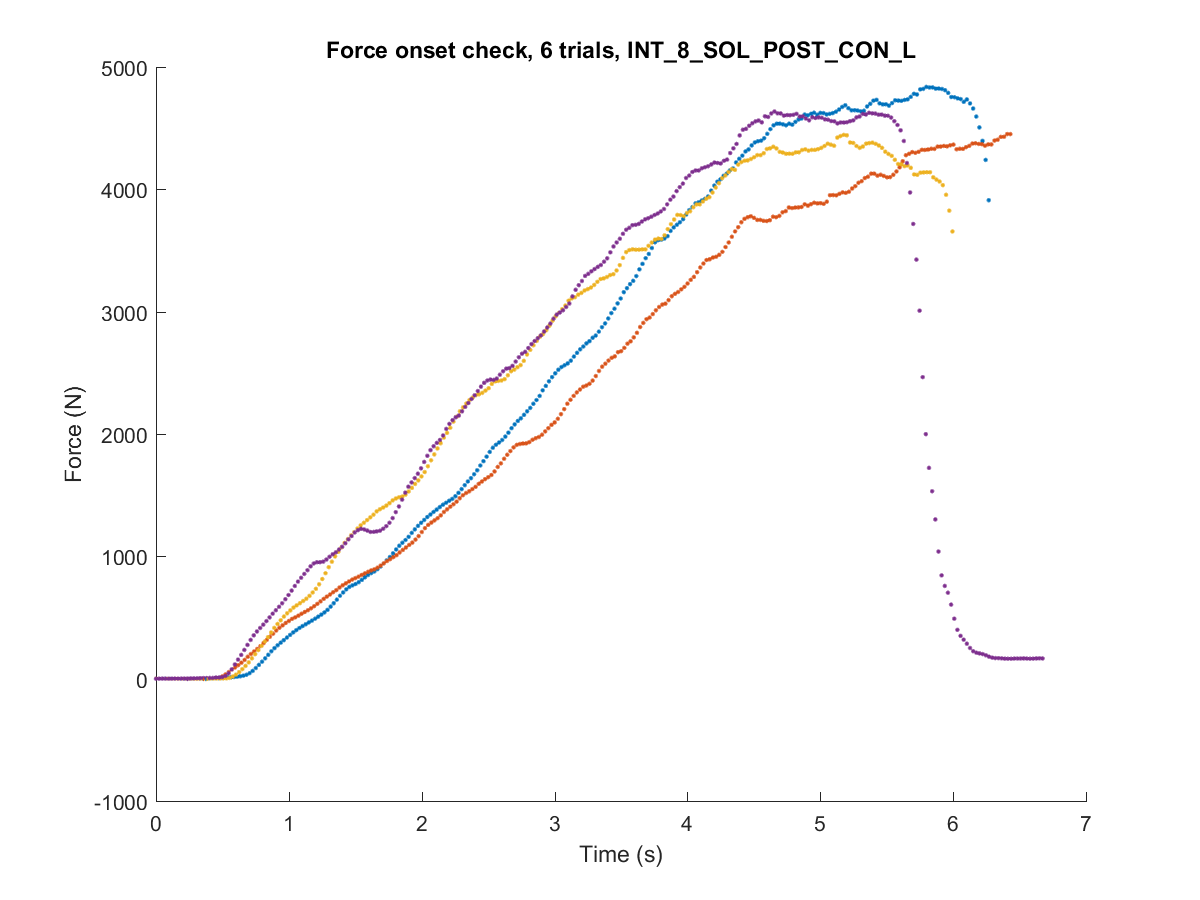 Force onset check, 6 trials, INT_8_SOL_POST_CON_L
5000
4000
3000
2000
1000
0
-1000
Force (N)
0 1 2 3 4 5 6 7
Time (s)